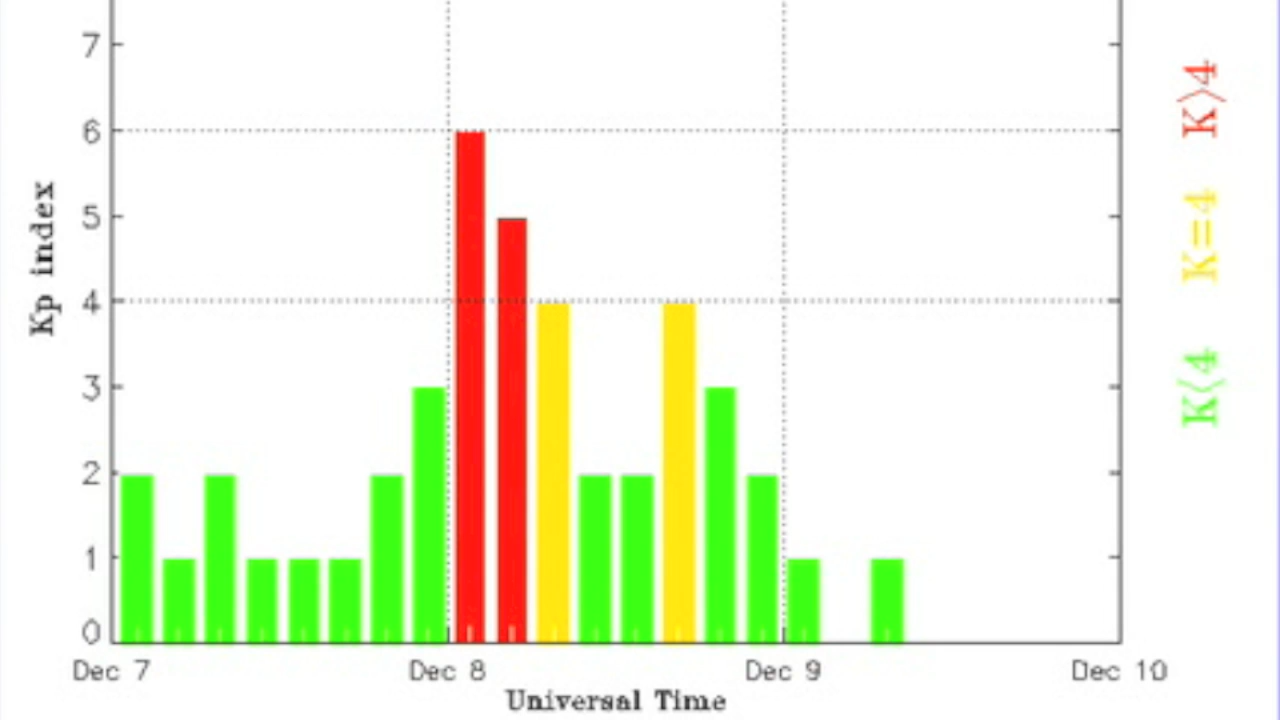 7
6
5
4
3
2
1
0
Kp index
Dec 7
Dec 8
Dec 9
Dec 10
Universal Time
K>4
K=4
K<4